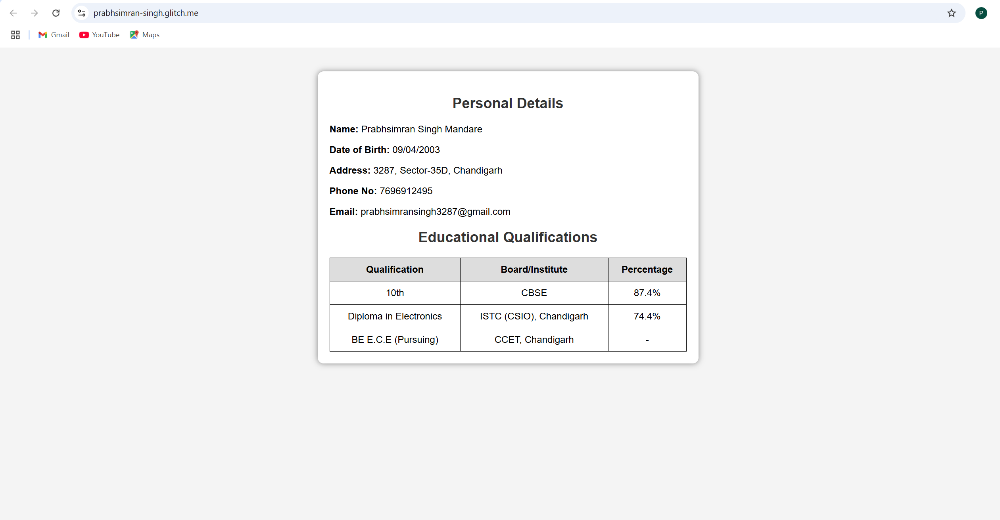 prabhsimran-singh.glitch.me
P
Gmail YouTube Maps
Personal Details
Name: Prabhsimran Singh Mandare
Date of Birth: 09/04/2003
Address: 3287, Sector-35D, Chandigarh
Phone No: 7696912495
Email: prabhsimransingh3287@gmail.com
Educational Qualifications
Qualification Board/Institute Percentage
10th CBSE 87.4%
Diploma in Electronics ISTC (CSIO), Chandigarh 74.4%
BE E.C.E (Pursuing) CCET, Chandigarh -